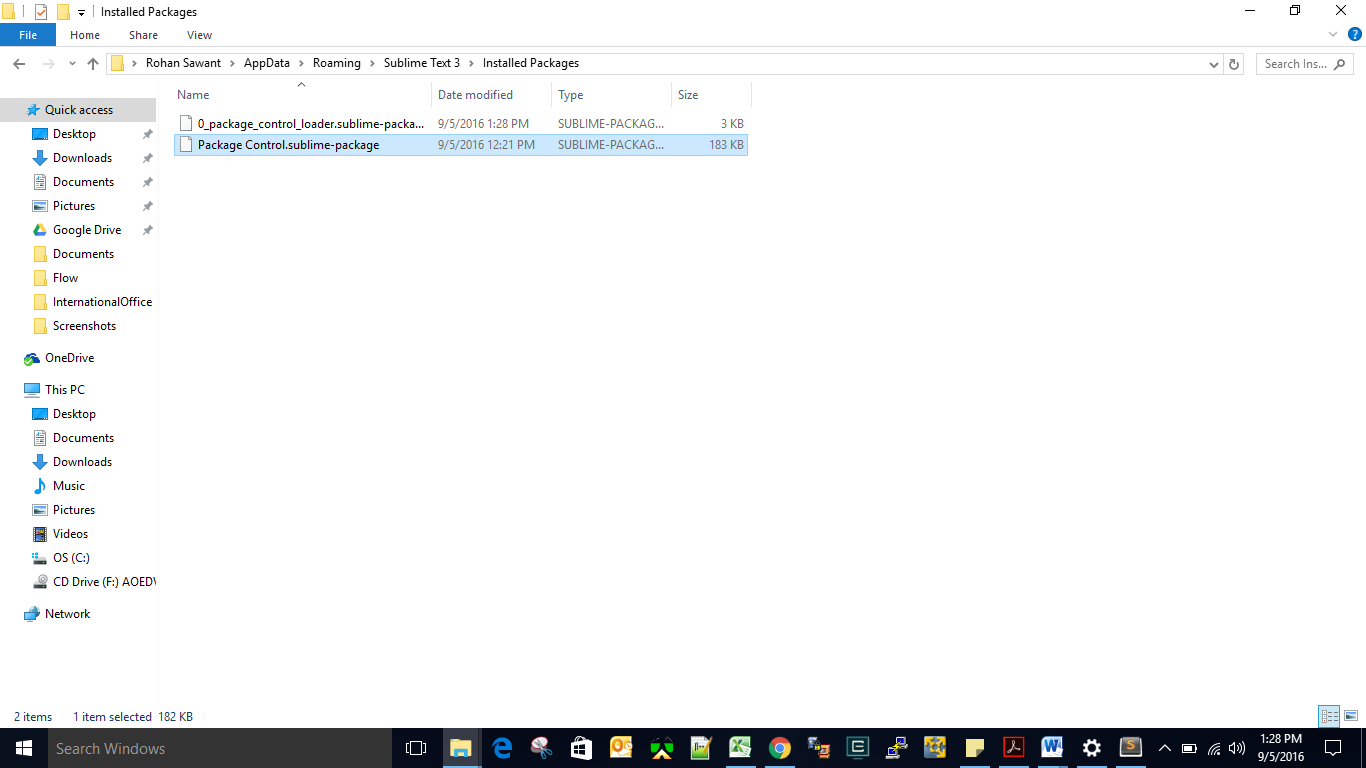 Installed Packages
File Home Share View
Rohan Sawant AppData Roaming Sublime Text 3 Installed Packages
Search Ins...
Name Date modified Type Size
0_package_control_loader.sublime-packa... 9/5/2016 1:28 PM SUBLIME-PACKAG... 3 KB
Package Control.sublime-package 9/5/2016 12:21 PM SUBLIME-PACKAG... 183 KB
Quick access
Desktop
Downloads
Documents
Pictures
Google Drive
Documents
Flow
InternationalOffice
Screenshots
OneDrive
This PC
Desktop
Documents
Downloads
Music
Pictures
Videos
OS (C:)
CD Drive (F:) AOEDV
Network
2 items 1 item selected 182 KB
Search Windows
1:28 PM
9/5/2016